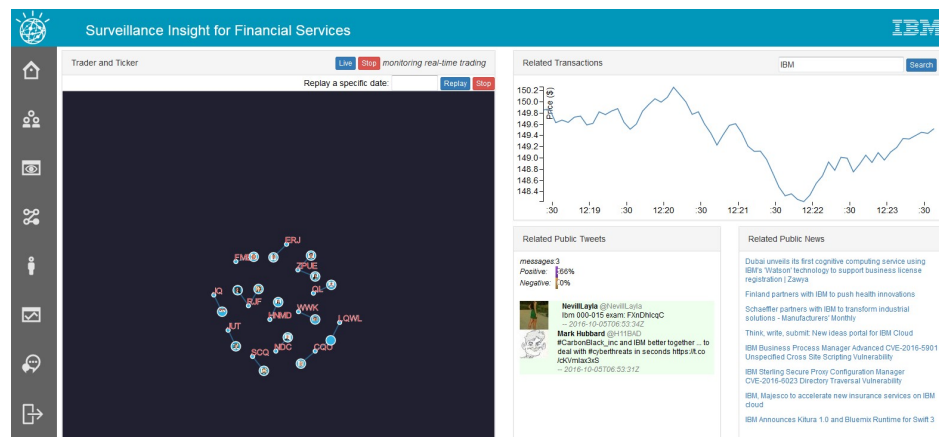 Surveillance Insight for Financial Services
IBM
Trader and Ticker
Live Stop monitoring real-time trading
Replay a specific date: Replay Stop
ERJ
ZPUE
QL
IQ
RJF
WWK
HNMD
LQWL
IUT
NDC
CQO
SCQ
Related Transactions
IBM
Search
Price ($)
150.2
150.0
149.8
149.6
149.4
149.2
149.0
148.8
148.6
148.4
:30 12:19 :30 12:20 :30 12:21 :30 12:22 :30 12:23 :30
Related Public Tweets
messages:3
Positive: 66%
Negative: 0%
NevillLayla @NevillLayla
Ibm 000-015 exam: FXnDhIcqC
-- 2016-10-05T06:53:34Z
Mark Hubbard @H11BAD
#CarbonBlack_inc and IBM better together ... to
deal with #cyberthreats in seconds https://t.co
/cKVmlax3xS
-- 2016-10-05T06:53:31Z
Related Public News
Dubai unveils its first cognitive computing service using
IBM's 'Watson' technology to support business license
registration | Zawya
Finland partners with IBM to push health innovations
Schaeffler partners with IBM to transform industrial
solutions - Manufacturers' Monthly
Think, write, submit: New ideas portal for IBM Cloud
IBM Business Process Manager Advanced CVE-2016-5901
Unspecified Cross Site Scripting Vulnerability
IBM Sterling Secure Proxy Configuration Manager
CVE-2016-6023 Directory Traversal Vulnerability
IBM, Majesco to accelerate new insurance services on IBM
cloud
IBM Announces Kitura 1.0 and Bluemix Runtime for Swift 3